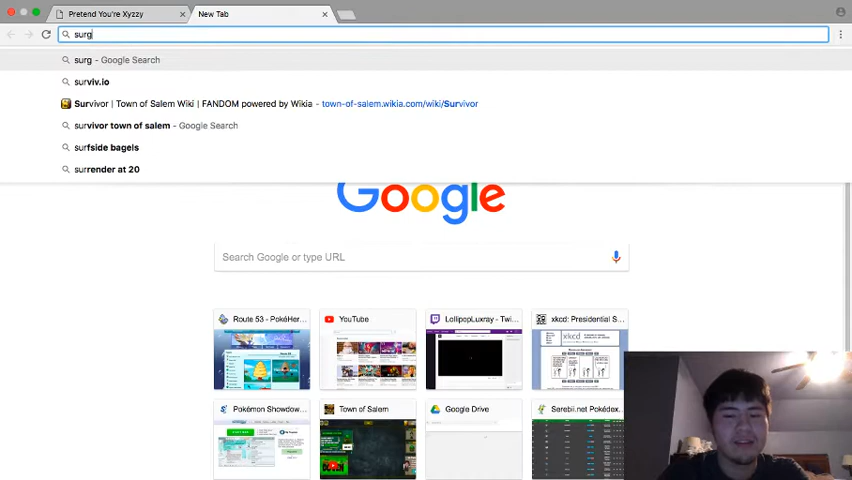 Pretend You're Xyzzy
New Tab
surg
surg - Google Search
surviv.io
Survivor | Town of Salem Wiki | FANDOM powered by Wikia - town-of-salem.wikia.com/wiki/Survivor
survivor town of salem - Google Search
surfside bagels
surrender at 20
Google
Search Google or type URL
Route 53 - PokéHer...
YouTube
LollipopLuxray - Twi...
xkcd: Presidential S...
xkcd
Pokémon Showdow...
Town of Salem
Google Drive
Serebii.net Pokédex...